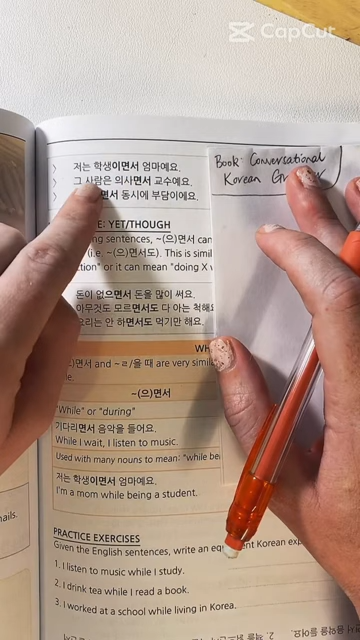 CapCut
저는 학생이면서 엄마예요.
그 사람은 의사면서 교수예요.
면서 동시에 부담이에요.
Book: Conversational
Korean
E: YET/THOUGH
ng sentences, ~(으)면서 can
(i.e. ~(으)면서도). This is simil
ction" or it can mean "doing X w
돈이 없으면서 돈을 많이 써요.
아무것도 모르면서도 다 아는 척해요
요리는 안 하면서도 먹기만 해요.
WH
)면서 and ~ㄹ/을 때 are very simil
le.
~(으)면서
"While" or "during"
기다리면서 음악을 들어요.
While I wait, I listen to music.
Used with many nouns to mean: "while bei
저는 학생이면서 엄마예요.
I'm a mom while being a student.
mails.
PRACTICE EXERCISES
Given the English sentences, write an equivalent Korean exp
1. I listen to music while I study.
2. I drink tea while I read a book.
3. I worked at a school while living in Korea.